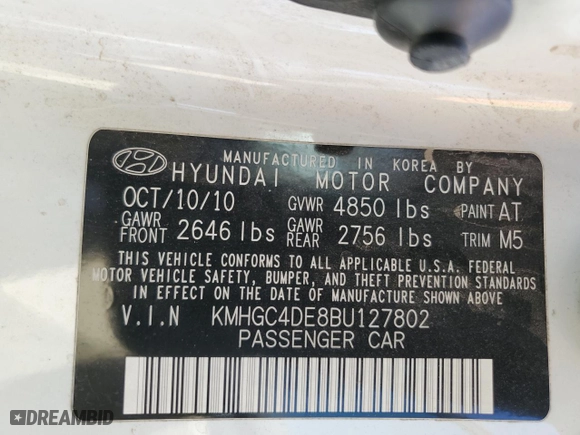 MANUFACTURED IN KOREA BY
HYUNDAI MOTOR COMPANY
OCT/10/10 GVWR 4850 lbs PAINT AT
GAWR FRONT 2646 lbs GAWR REAR 2756 lbs TRIM M5
THIS VEHICLE CONFORMS TO ALL APPLICABLE U.S.A. FEDERAL
MOTOR VEHICLE SAFETY, BUMPER, AND THEFT PREVENTION STANDARDS
IN EFFECT ON THE DATE OF MANUFACTURE SHOWN ABOVE
V.I.N KMHGC4DE8BU127802
PASSENGER CAR
DREAMBID